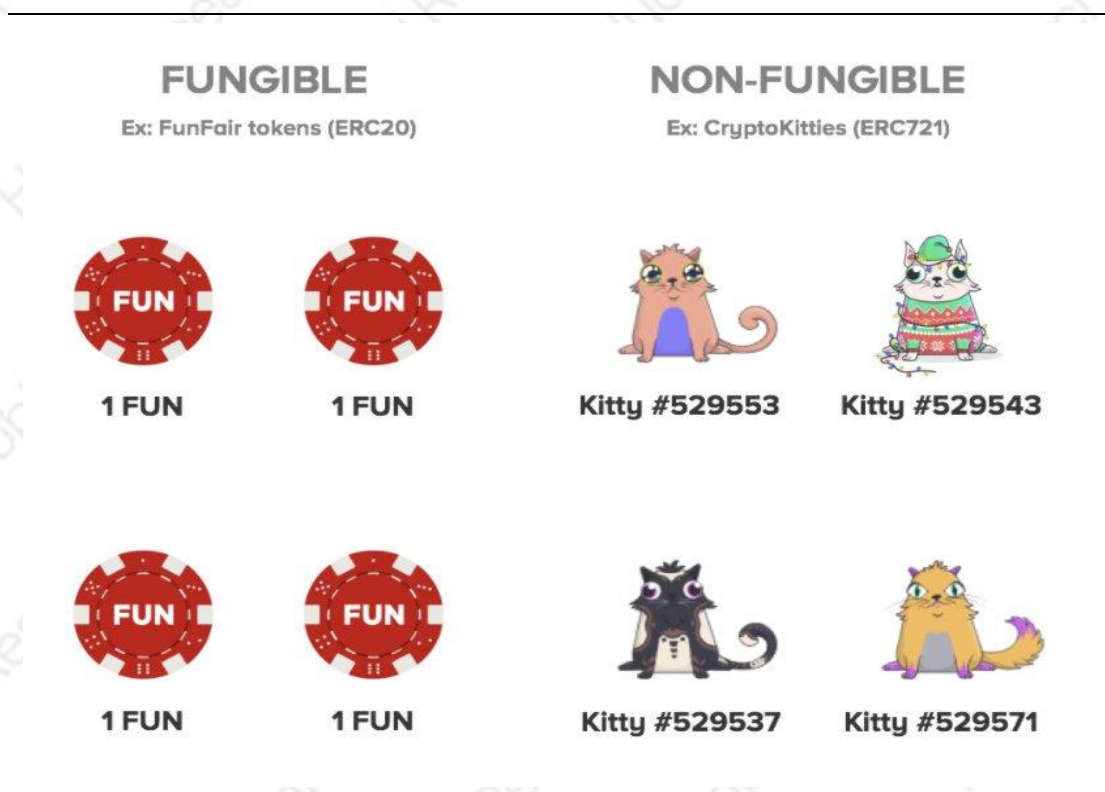 FUNGIBLE
Ex: FunFair tokens (ERC20)
FUN
FUN
1 FUN
1 FUN
FUN
FUN
1 FUN
1 FUN
NON-FUNGIBLE
Ex: CryptoKitties (ERC721)
Kitty #529553
Kitty #529543
Kitty #529537
Kitty #529571